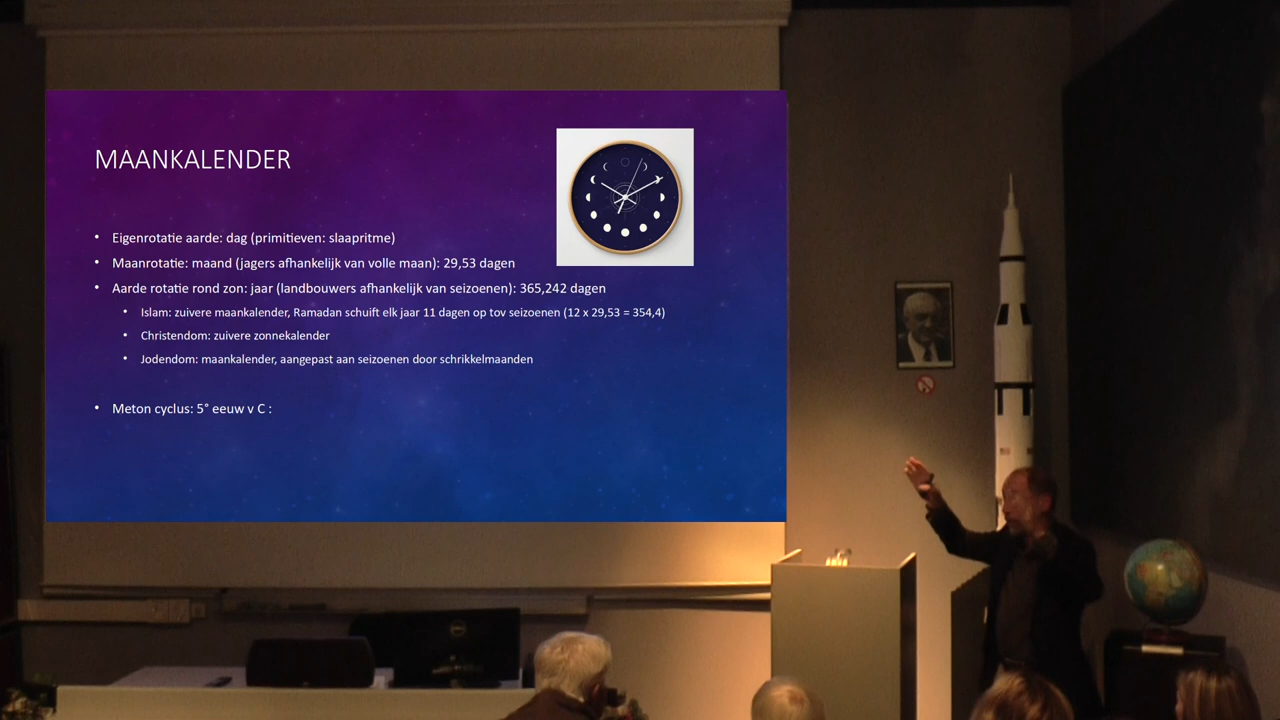 MAANKALENDER
• Eigenrotatie aarde: dag (primitieven: slaapritme)
• Maanrotatie: maand (jagers afhankelijk van volle maan): 29,53 dagen
• Aarde rotatie rond zon: jaar (landbouwers afhankelijk van seizoenen): 365,242 dagen
• Islam: zuivere maankalender, Ramadan schuift elk jaar 11 dagen op tov seizoenen (12 x 29,53 = 354,4)
• Christendom: zuivere zonnekalender
• Jodendom: maankalender, aangepast aan seizoenen door schrikkelmaanden
• Meton cyclus: 5° eeuw v C :